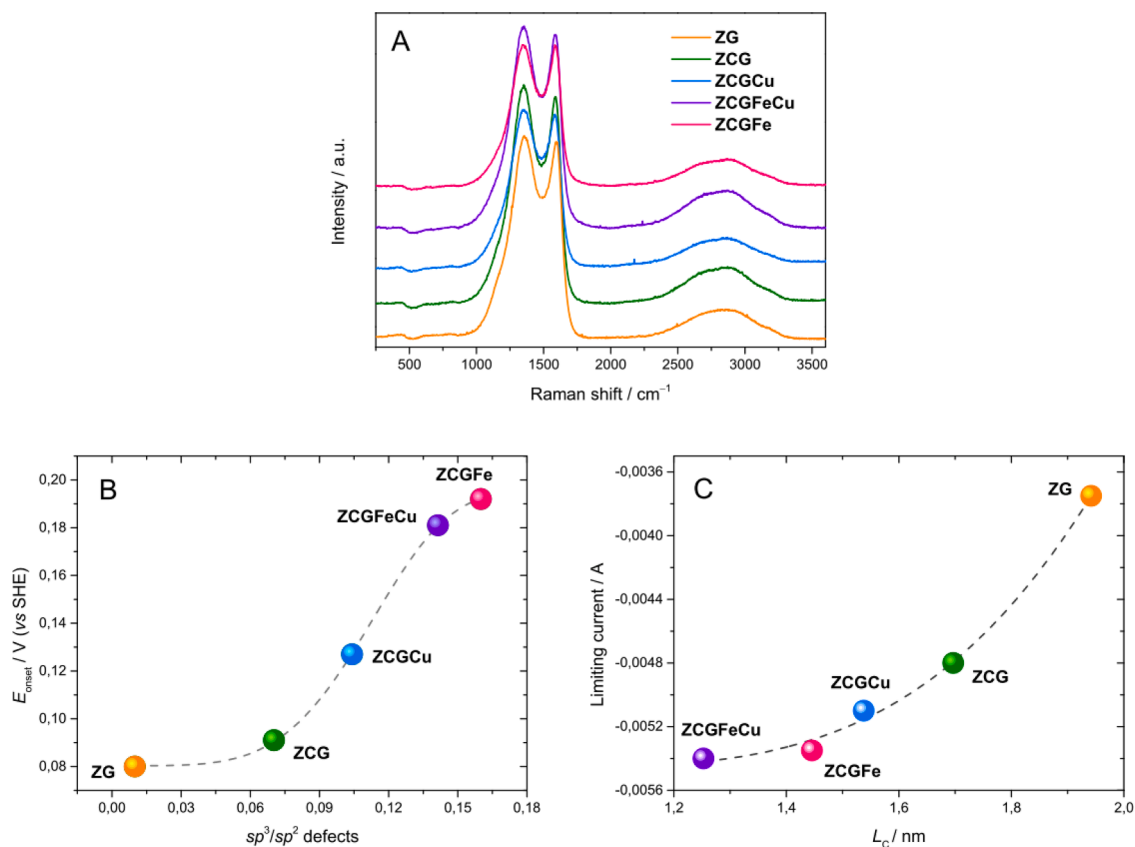 A
ZG
ZCG
ZCGCu
ZCGFeCu
ZCGFe
Intensity / a.u.
500 1000 1500 2000 2500 3000 3500
Raman shift / cm⁻¹
B
0,20
0,18
0,16
0,14
0,12
0,10
0,08
E_onset / V (vs SHE)
ZCGFe
ZCGFeCu
ZCGCu
ZCG
ZG
0,00 0,03 0,06 0,09 0,12 0,15 0,18
sp³/sp² defects
C
-0,0036
-0,0040
-0,0044
-0,0048
-0,0052
-0,0056
Limiting current / A
ZG
ZCG
ZCGCu
ZCGFeCu
ZCGFe
1,2 1,4 1,6 1,8 2,0
L_C / nm